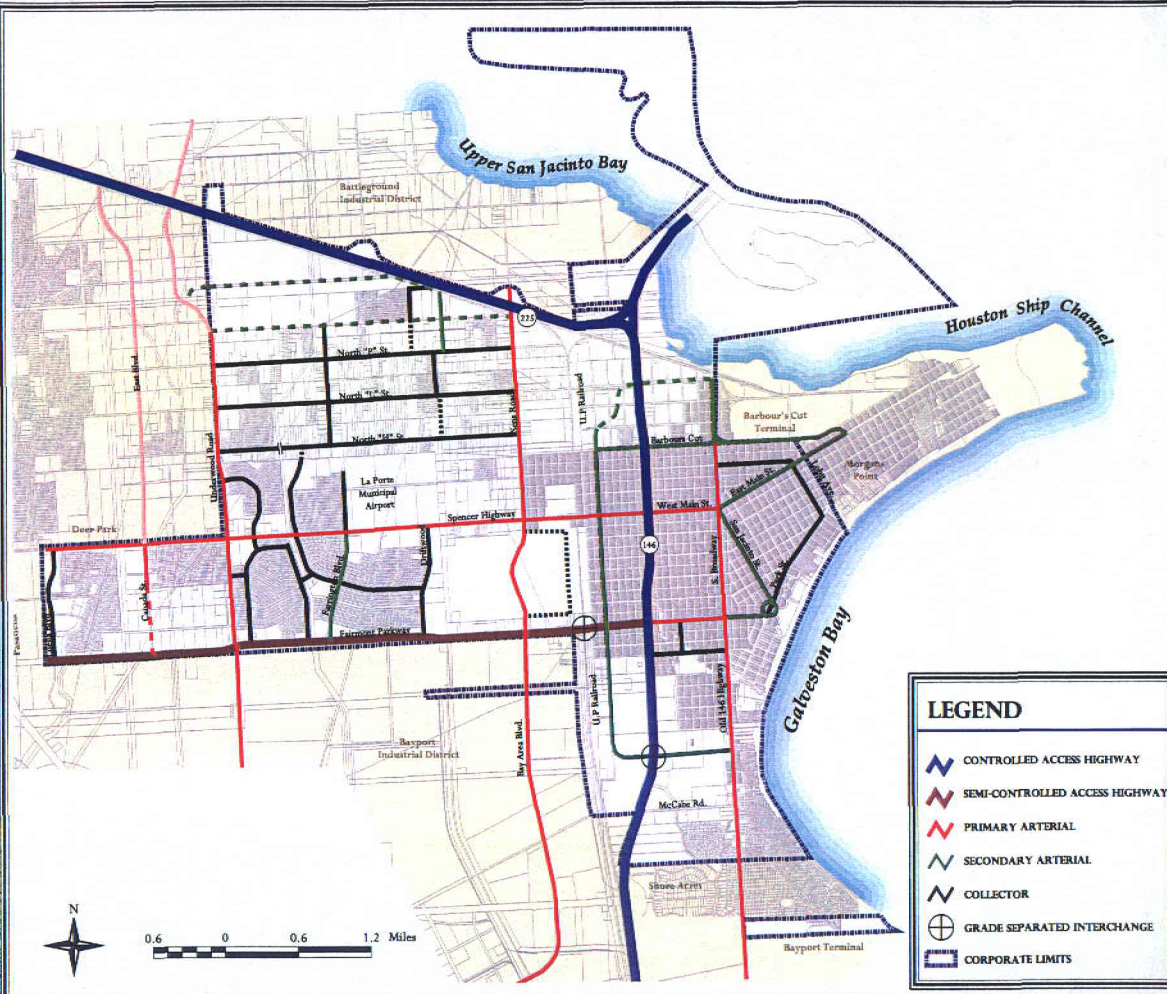 Upper San Jacinto Bay
Battleground
Industrial District
Houston Ship Channel
225
East Blvd.
North "P" St.
North "L" St.
North "H" St.
Underwood Road
U.P. Railroad
Barbour's Cut
Terminal
Barbours Cut
Morgans
Point
La Porte
Municipal
Airport
East Main St.
West Main St.
Spencer Highway
Deer Park
146
S. Broadway
San Jacinto St.
Park St.
Driftwood
Farrington Blvd.
Canada St.
Fairmont Parkway
Pasadena
Galveston Bay
U.P. Railroad
Old 146 Highway
Bayport
Industrial District
Bay Area Blvd.
McCabe Rd.
Shore Acres
Bayport Terminal
N
0.6 0 0.6 1.2 Miles
LEGEND
CONTROLLED ACCESS HIGHWAY
SEMI-CONTROLLED ACCESS HIGHWAY
PRIMARY ARTERIAL
SECONDARY ARTERIAL
COLLECTOR
GRADE SEPARATED INTERCHANGE
CORPORATE LIMITS